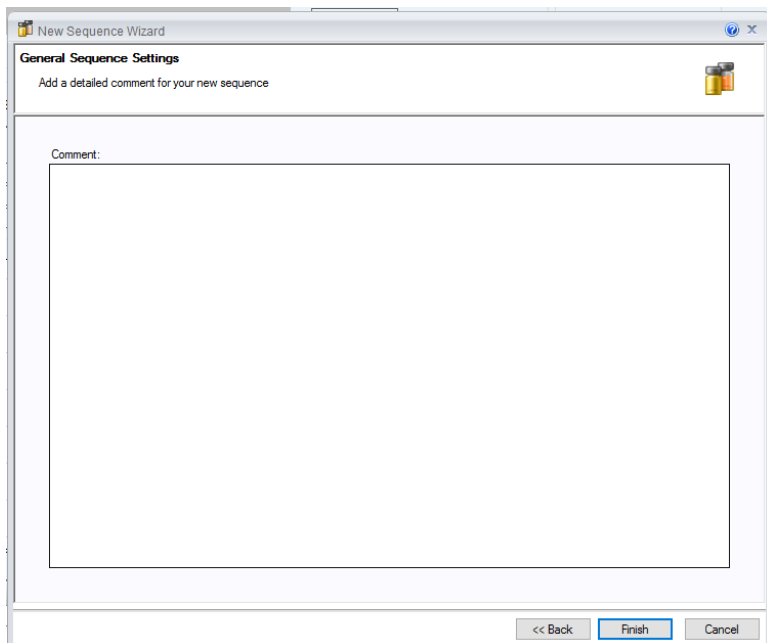 New Sequence Wizard
General Sequence Settings
Add a detailed comment for your new sequence
Comment:
<< Back Finish Cancel